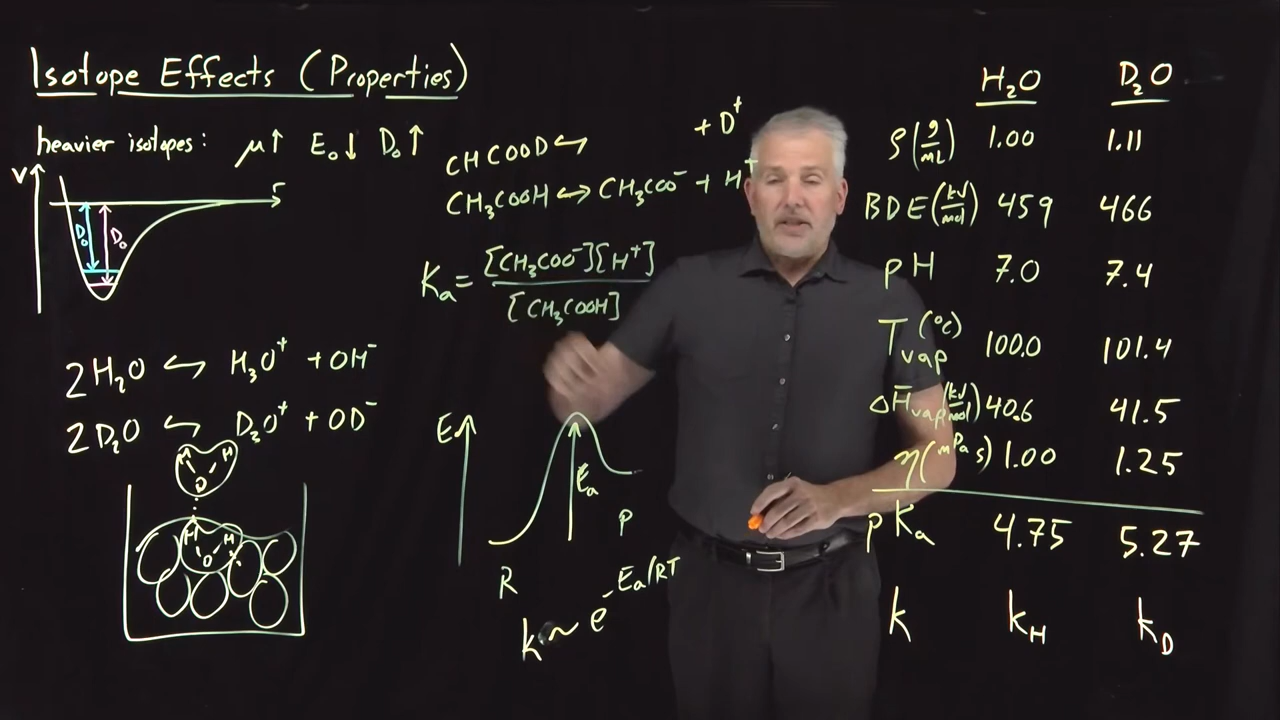 Isotope Effects (Properties)
heavier isotopes: μ↑ E₀↓ D₀↑
V
r
D₀ D₀
2H₂O ↔ H₃O⁺ + OH⁻
2D₂O ↔ D₃O⁺ + OD⁻
H H
O
H H
O
CHCOOD ↔ + D⁺
CH₃COOH ↔ CH₃COO⁻ + H⁺
Kₐ = [CH₃COO⁻][H⁺] / [CH₃COOH]
E
Eₐ
R
P
k ~ e^-Eₐ/RT
H₂O D₂O
ρ(g/mL) 1.00 1.11
BDE(kJ/mol) 459 466
pH 7.0 7.4
T_vap(°C) 100.0 101.4
ΔH̄_vap(kJ/mol) 40.6 41.5
η(mPa s) 1.00 1.25
pKₐ 4.75 5.27
k k_H k_D